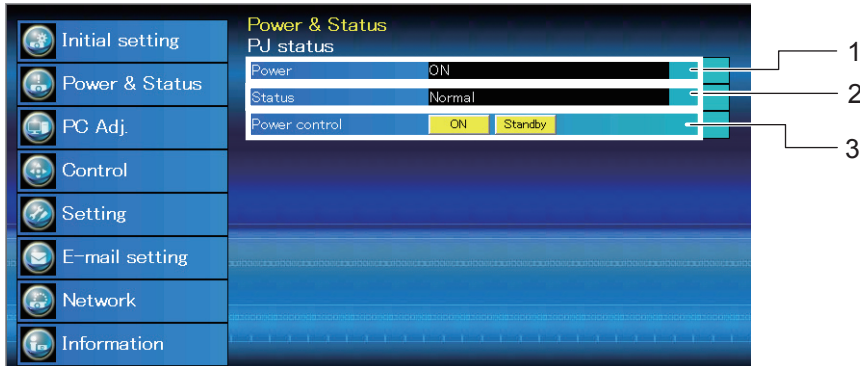 Initial setting
Power & Status
PC Adj.
Control
Setting
E-mail setting
Network
Information
Power & Status
PJ status
Power ON
Status Normal
Power control ON Standby
1
2
3